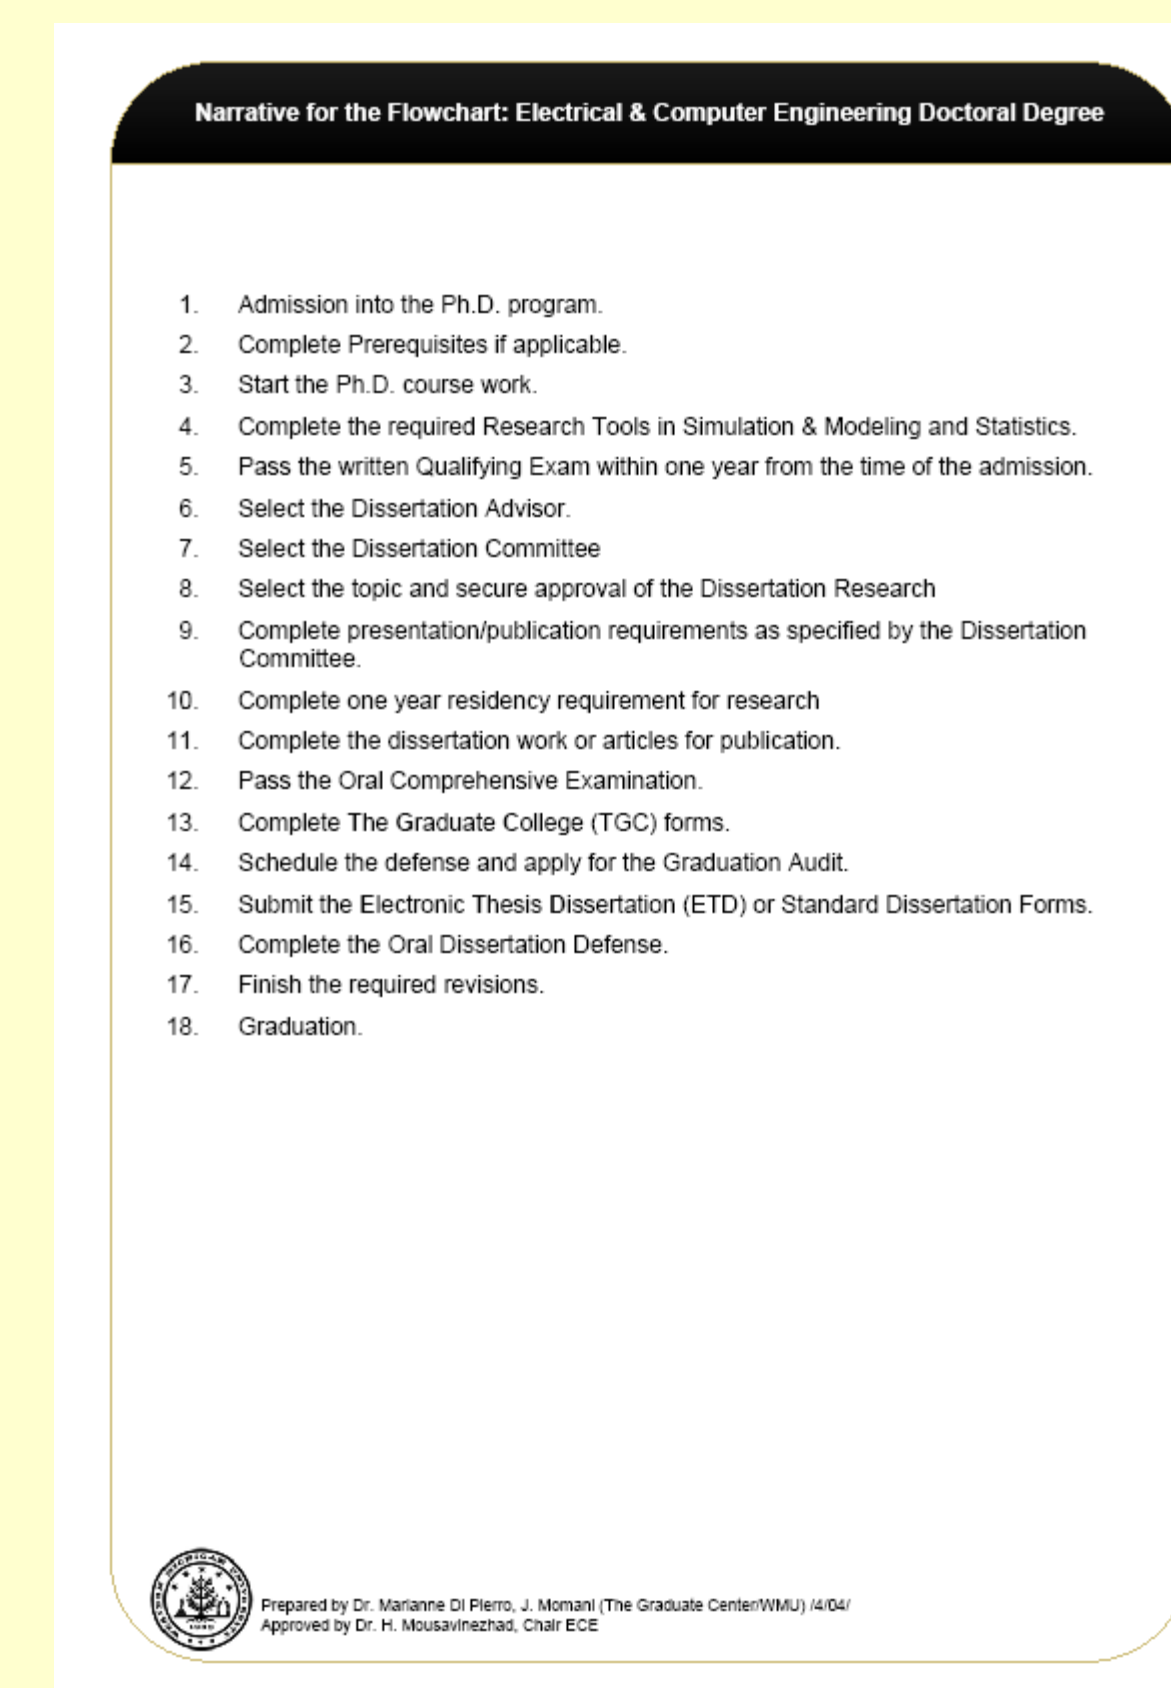 Narrative for the Flowchart: Electrical & Computer Engineering Doctoral Degree
1. Admission into the Ph.D. program.
2. Complete Prerequisites if applicable.
3. Start the Ph.D. course work.
4. Complete the required Research Tools in Simulation & Modeling and Statistics.
5. Pass the written Qualifying Exam within one year from the time of the admission.
6. Select the Dissertation Advisor.
7. Select the Dissertation Committee
8. Select the topic and secure approval of the Dissertation Research
9. Complete presentation/publication requirements as specified by the Dissertation
Committee.
10. Complete one year residency requirement for research
11. Complete the dissertation work or articles for publication.
12. Pass the Oral Comprehensive Examination.
13. Complete The Graduate College (TGC) forms.
14. Schedule the defense and apply for the Graduation Audit.
15. Submit the Electronic Thesis Dissertation (ETD) or Standard Dissertation Forms.
16. Complete the Oral Dissertation Defense.
17. Finish the required revisions.
18. Graduation.
WESTERN MICHIGAN UNIVERSITY
Prepared by Dr. Marianne Di Pierro, J. Momani (The Graduate Center/WMU) /4/04/
Approved by Dr. H. Mousavinezhad, Chair ECE